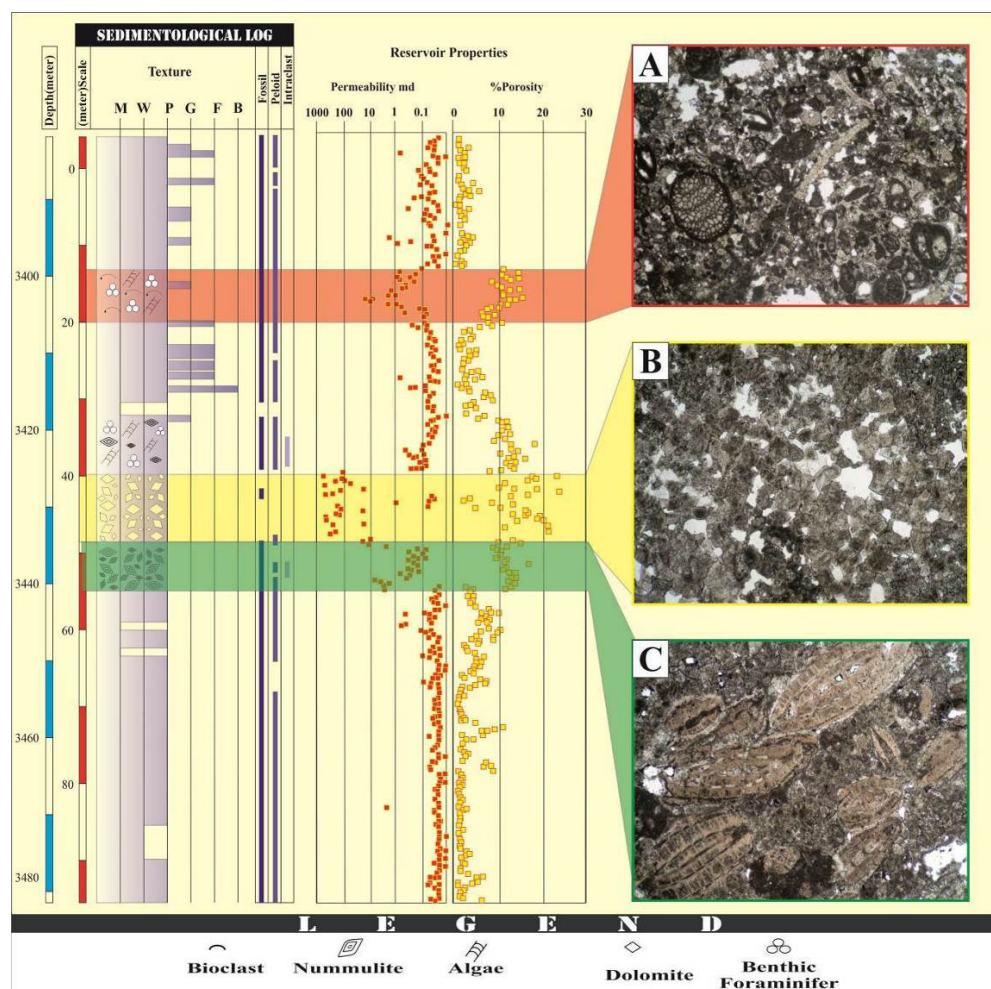 SEDIMENTOLOGICAL LOG
Reservoir Properties
Depth(meter)
(meter)Scale
Texture
Fossil
Peloid
Intraclast
M W P G F B
Permeability md
%Porosity
1000 100 10 1 0.1
0 10 20 30
0
3400
20
3420
40
3440
60
3460
80
3480
A
B
C
L E G E N D
Bioclast
Nummulite
Algae
Dolomite
Benthic
Foraminifer